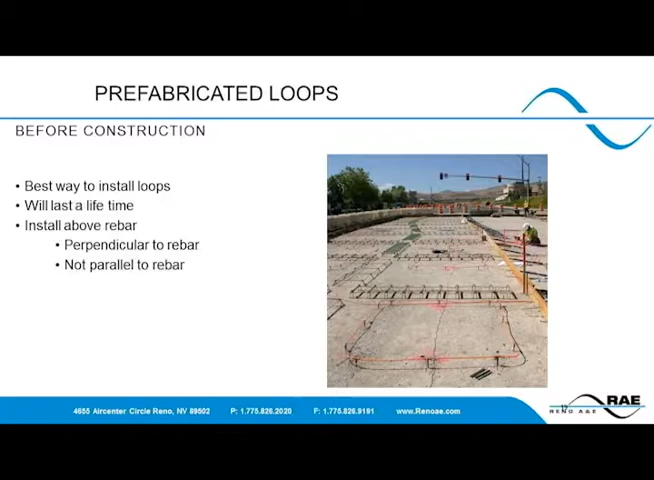 PREFABRICATED LOOPS
BEFORE CONSTRUCTION
• Best way to install loops
• Will last a life time
• Install above rebar
• Perpendicular to rebar
• Not parallel to rebar
4655 Aircenter Circle Reno, NV 89502 P: 1.775.826.2020 F: 1.775.826.9191 www.Renoae.com
RAE
RENO A&E